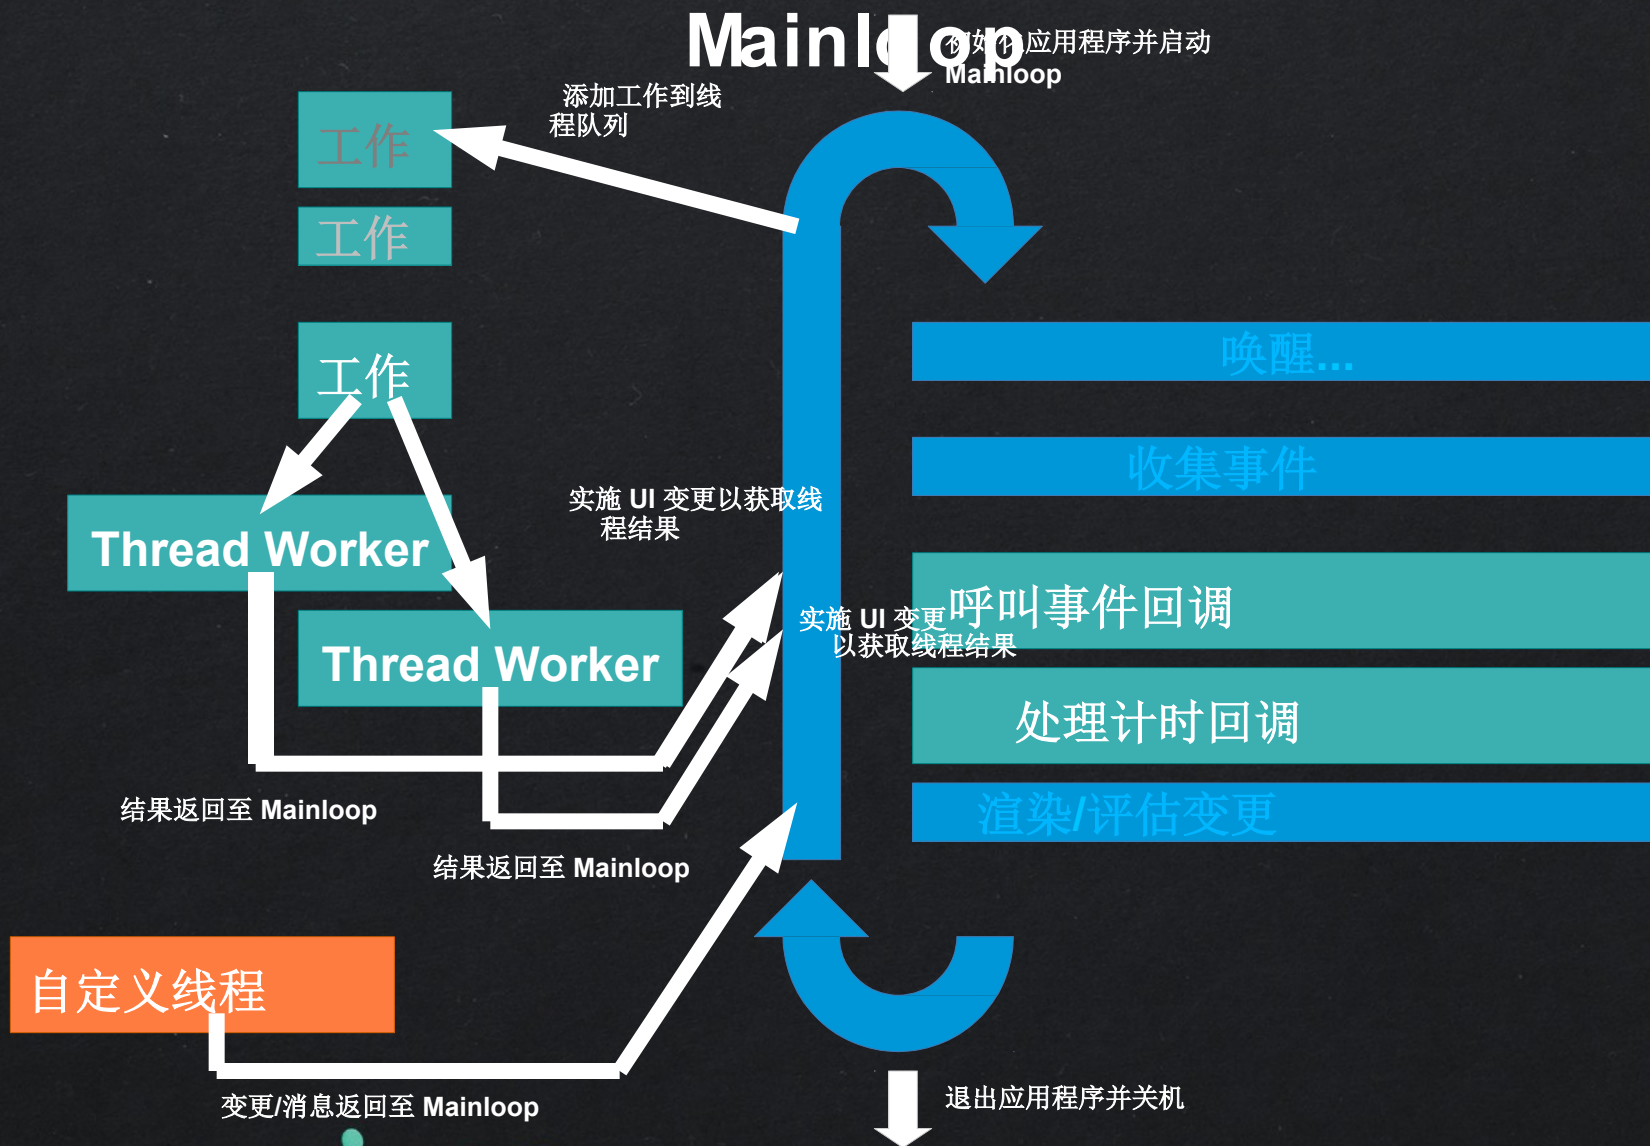 Mainloop
初始化应用程序并启动
Mainloop
添加工作到线
程队列
工作
工作
工作
唤醒...
收集事件
实施 UI 变更以获取线
程结果
Thread Worker
呼叫事件回调
实施 UI 变更
以获取线程结果
Thread Worker
处理计时回调
结果返回至 Mainloop
渲染/评估变更
结果返回至 Mainloop
自定义线程
变更/消息返回至 Mainloop
退出应用程序并关机